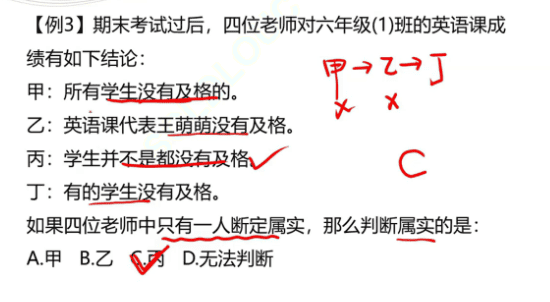 【例3】期末考试过后，四位老师对六年级(1)班的英语课成
绩有如下结论：
甲→乙→丁
甲：所有学生没有及格的。
× ×
乙：英语课代表王萌萌没有及格。
丙：学生并不是都没有及格。
C
丁：有的学生没有及格。
如果四位老师中只有一人断定属实，那么判断属实的是：
A.甲 B.乙 C.丙 D.无法判断